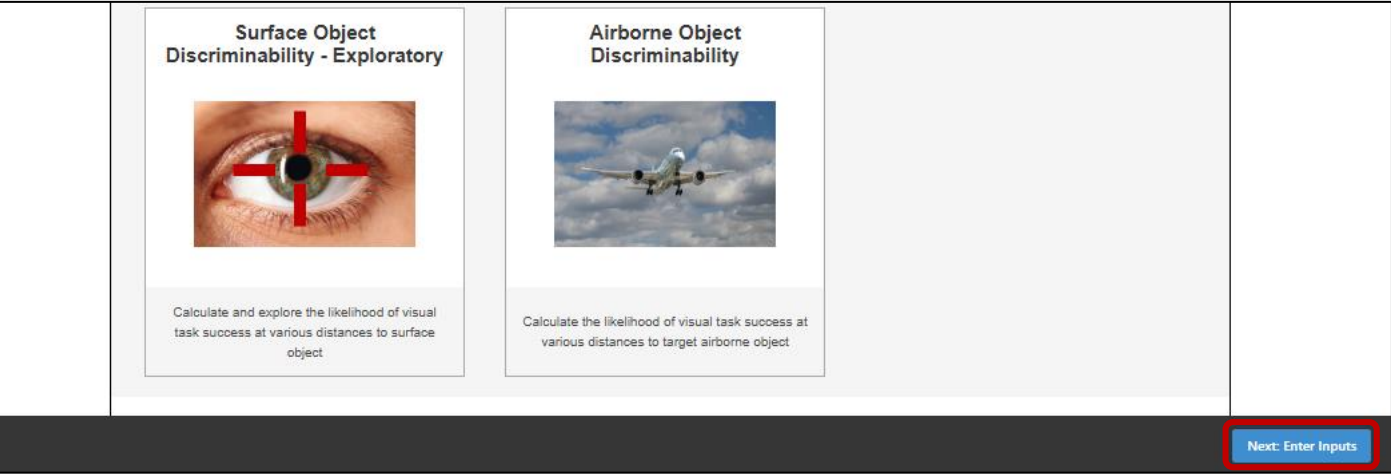 Surface Object
Discriminability - Exploratory
Calculate and explore the likelihood of visual
task success at various distances to surface
object
Airborne Object
Discriminability
Calculate the likelihood of visual task success at
various distances to target airborne object
Next: Enter Inputs